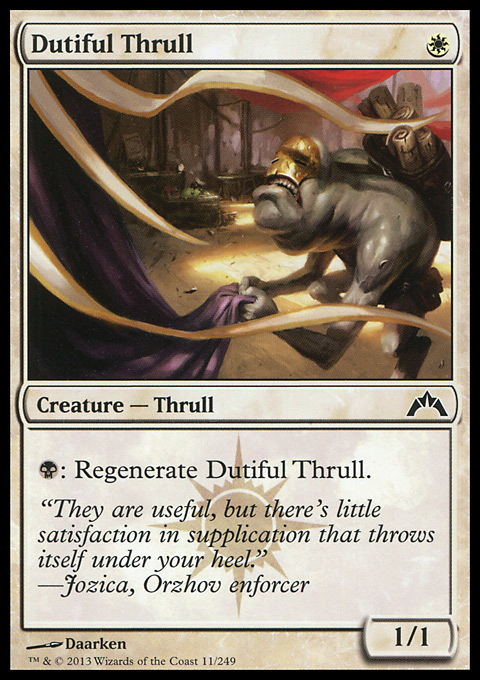 Dutiful Thrull
Creature — Thrull
: Regenerate Dutiful Thrull.
“They are useful, but there’s little
satisfaction in supplication that throws
itself under your heel.”
—Jozica, Orzhov enforcer
Daarken
1/1
™ & © 2013 Wizards of the Coast 11/249